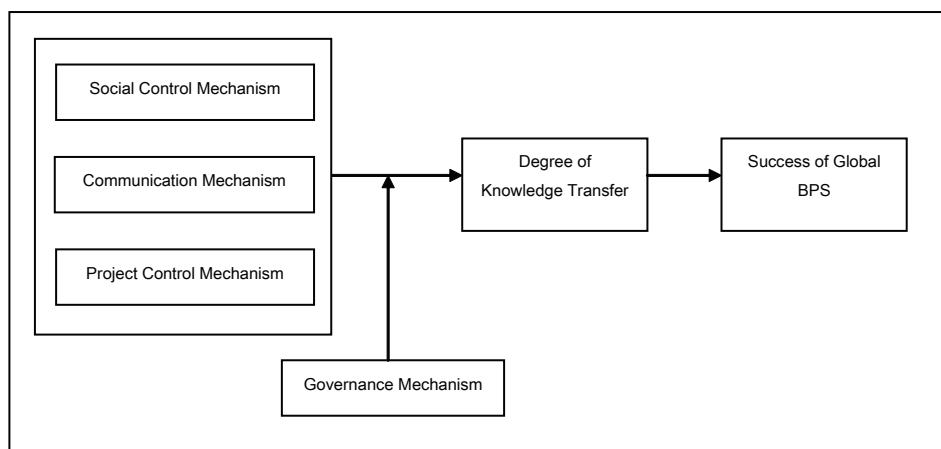 Social Control Mechanism
Communication Mechanism
Project Control Mechanism
Degree of
Knowledge Transfer
Success of Global
BPS
Governance Mechanism